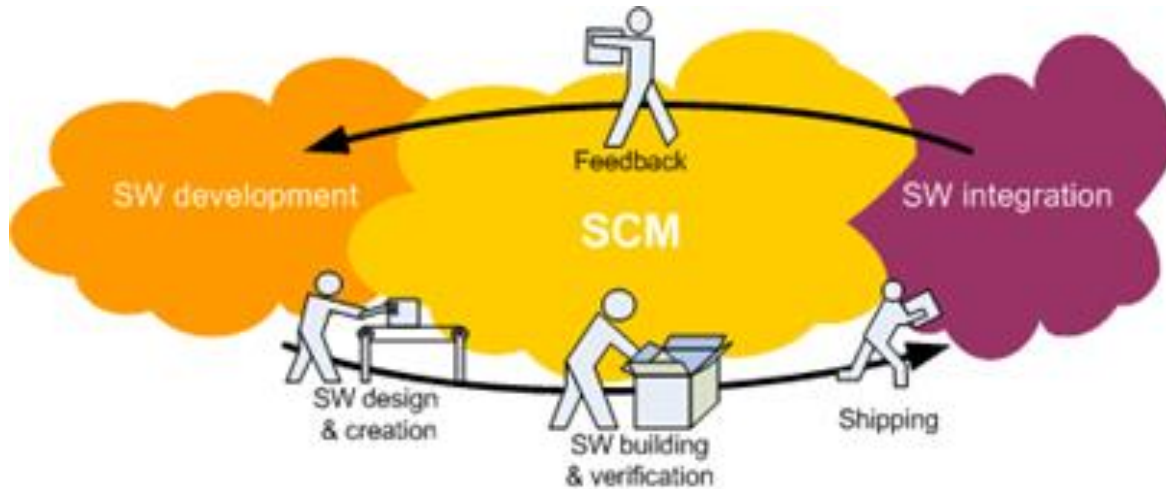 Feedback
SW development
SCM
SW integration
SW design
& creation
SW building
& verification
Shipping